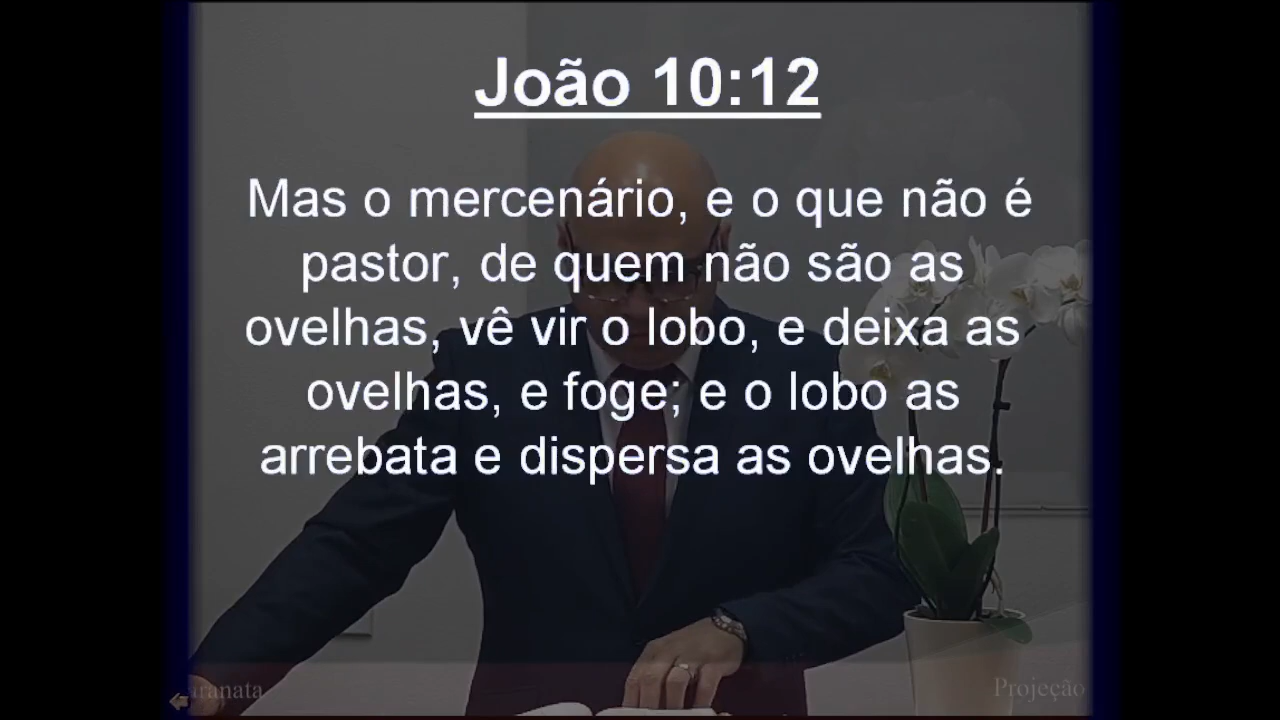 João 10:12
Mas o mercenário, e o que não é
pastor, de quem não são as
ovelhas, vê vir o lobo, e deixa as
ovelhas, e foge; e o lobo as
arrebata e dispersa as ovelhas.
ranata
Projeção